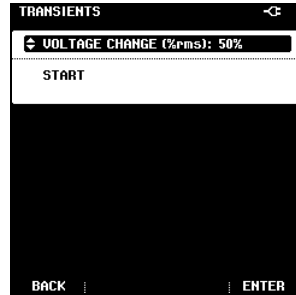 TRANSIENTS
VOLTAGE CHANGE (%rms): 50%
START
BACK
ENTER